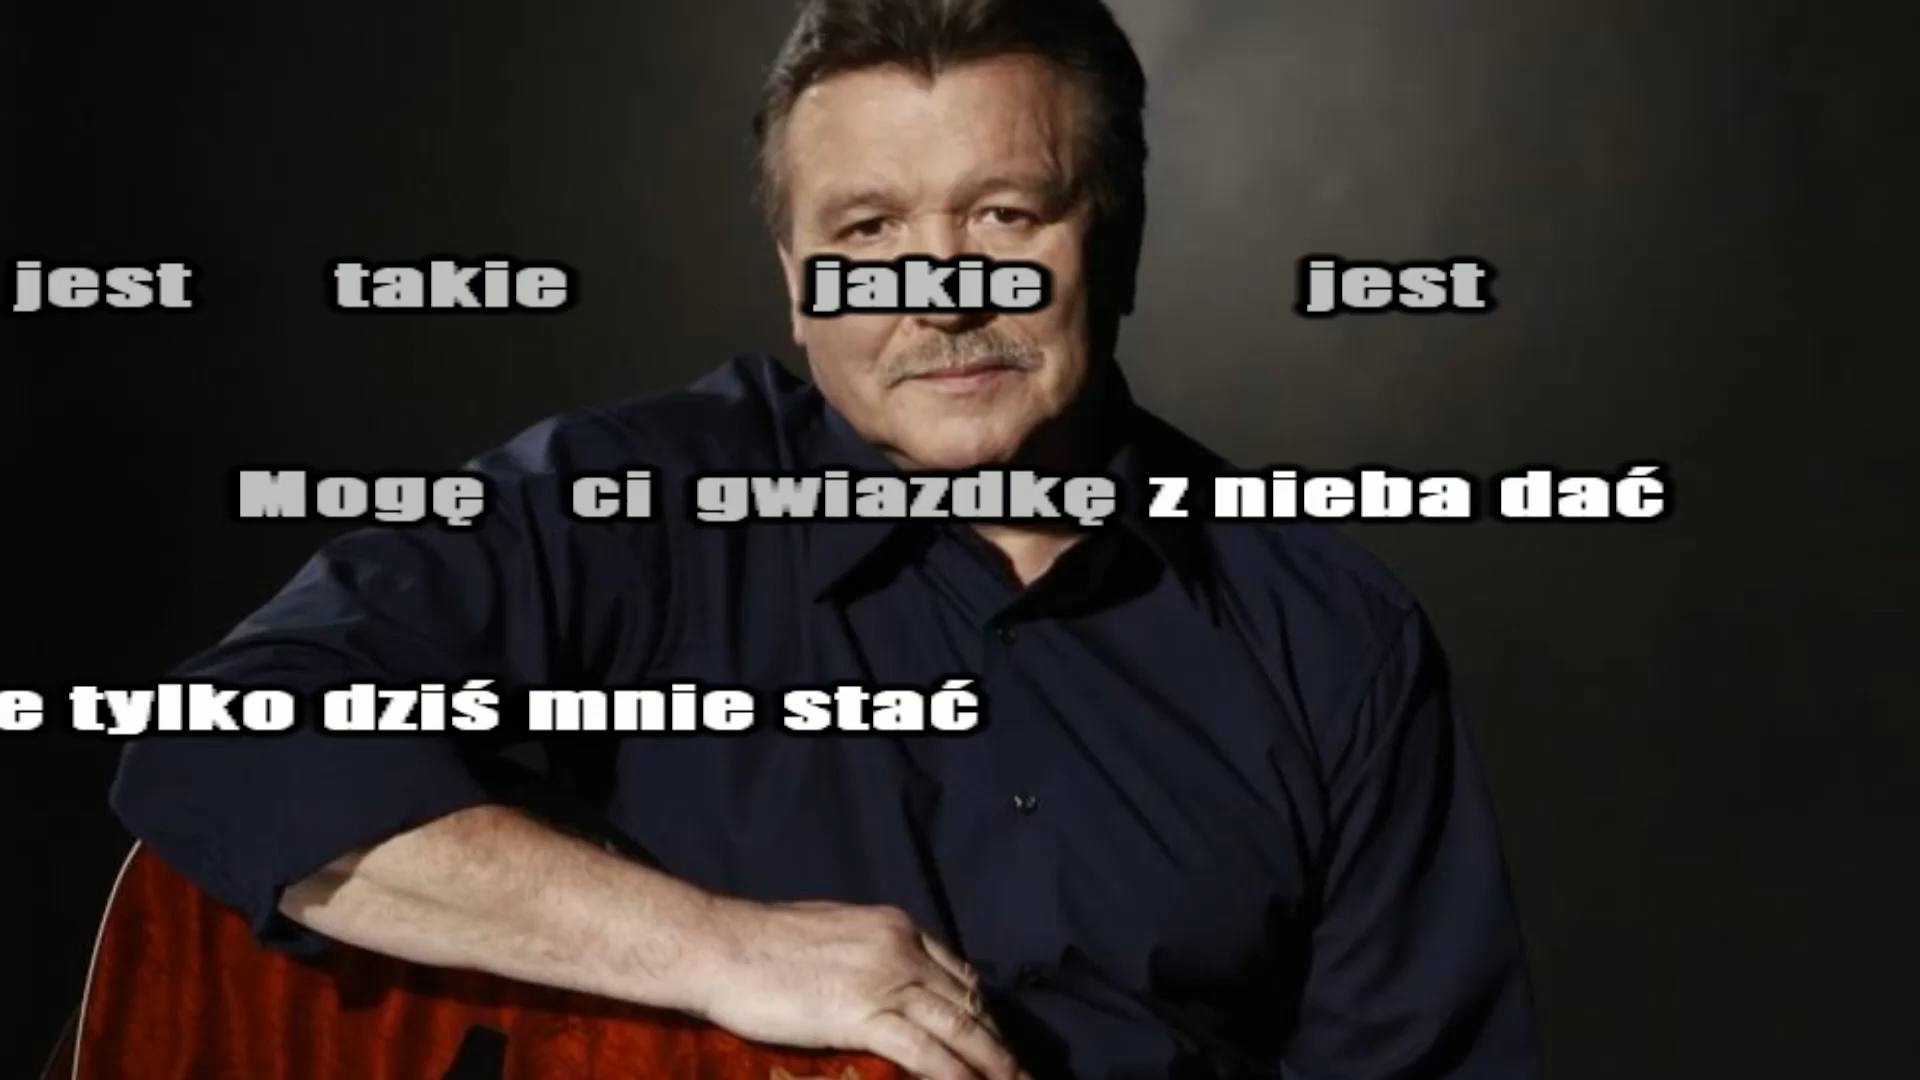 jest takie jakie jest
Mogę ci gwiazdkę z nieba dać
e tylko dziś mnie stać